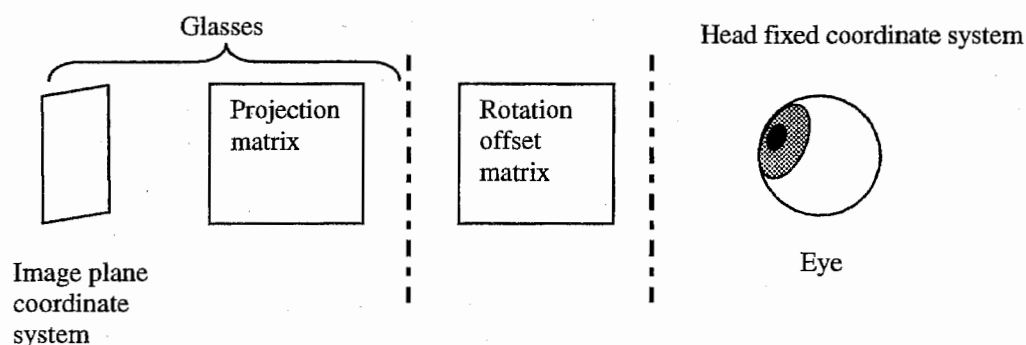 Glasses
Head fixed coordinate system
Projection
matrix
Rotation
offset
matrix
Image plane
coordinate
system
Eye